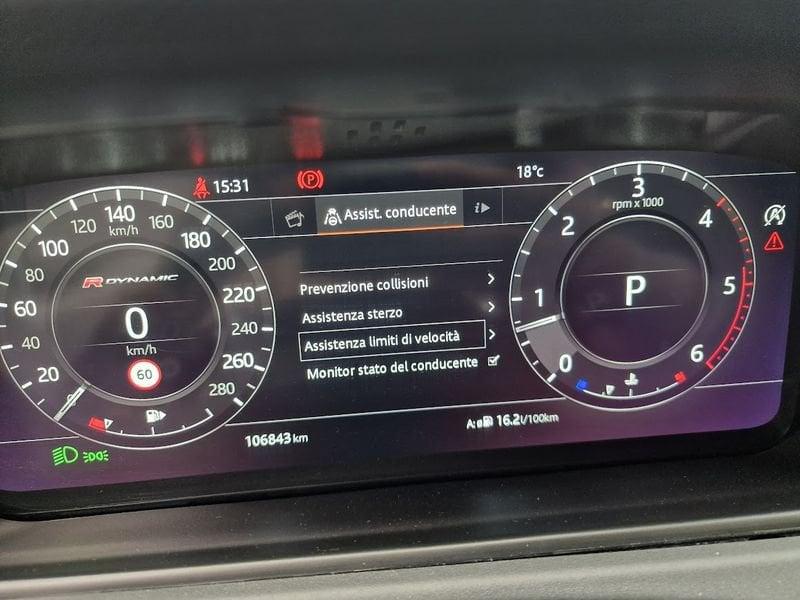 15:31
(P)
18°c
Assist. conducente
i
Prevenzione collisioni
Assistenza sterzo
Assistenza limiti di velocità
Monitor stato del conducente
20
40
60
80
100
120
140
160
180
200
220
240
260
280
km/h
R DYNAMIC
0
km/h
60
0
1
2
3
4
5
6
rpm x 1000
P
A
106843 km
A:ø 16.2l/100km